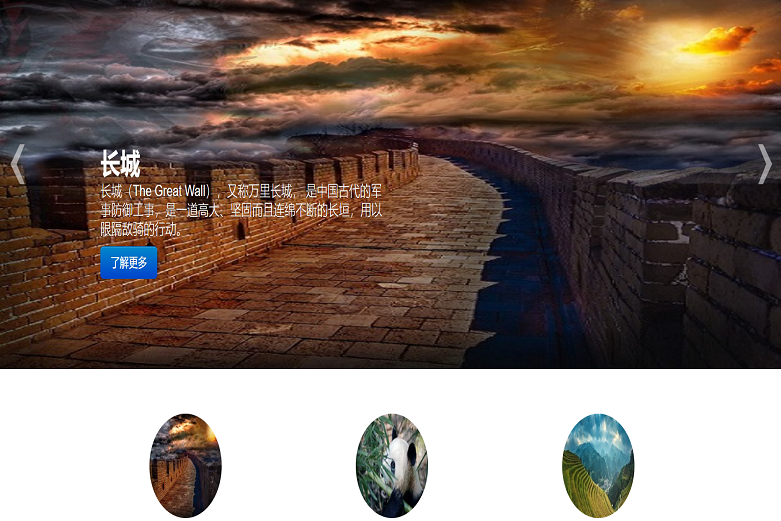 长城
长城（The Great Wall），又称万里长城，是中国古代的军
事防御工事，是一道高大、坚固而且连绵不断的长垣，用以
限隔敌骑的行动。
了解更多